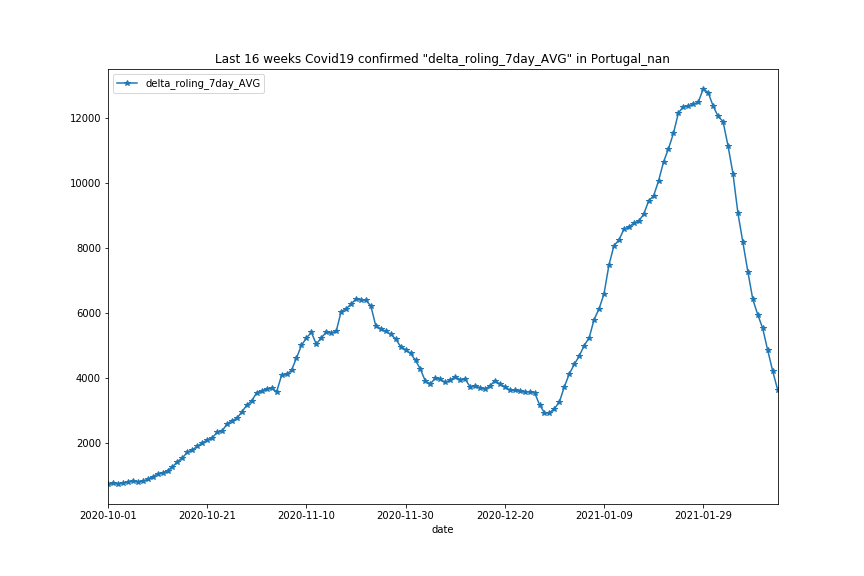 Last 16 weeks Covid19 confirmed "delta_roling_7day_AVG" in Portugal_nan
delta_roling_7day_AVG
12000
10000
8000
6000
4000
2000
2020-10-01 2020-10-21 2020-11-10 2020-11-30 2020-12-20 2021-01-09 2021-01-29
date